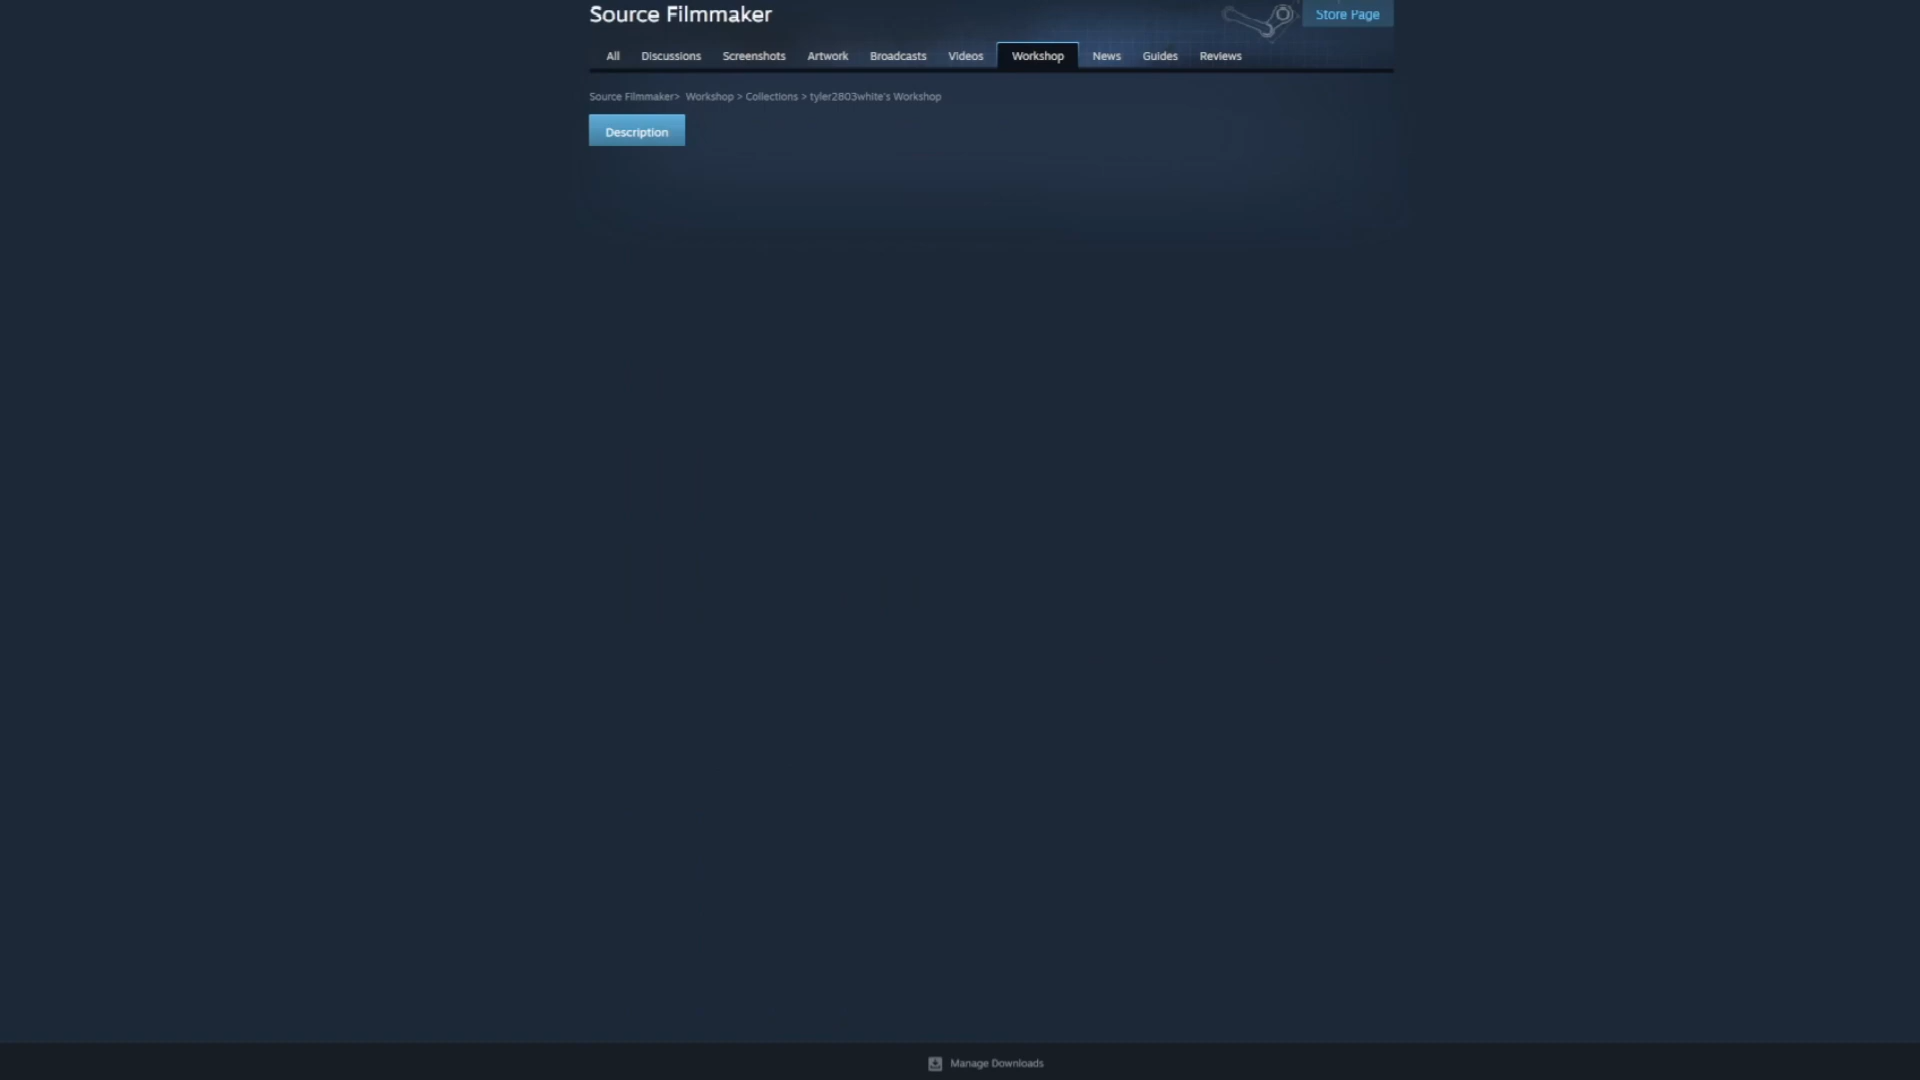 Source Filmmaker
Store Page
All Discussions Screenshots Artwork Broadcasts Videos Workshop News Guides Reviews
Source Filmmaker> Workshop > Collections > tyler2803white's Workshop
Description
Manage Downloads